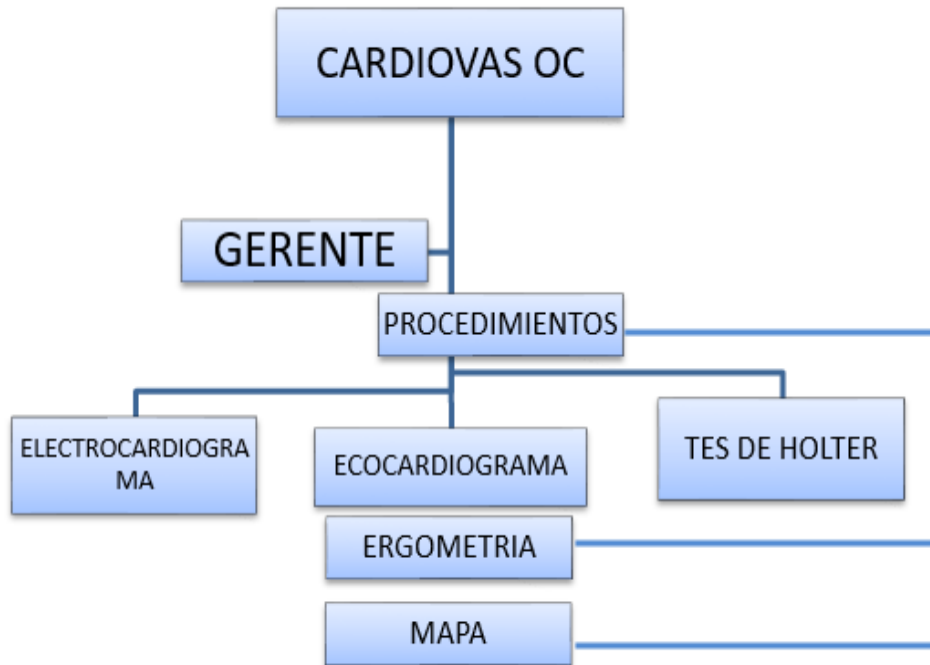 CARDIOVAS OC
GERENTE
PROCEDIMIENTOS
ELECTROCARDIOGRA
MA
ECOCARDIOGRAMA
TES DE HOLTER
ERGOMETRIA
MAPA